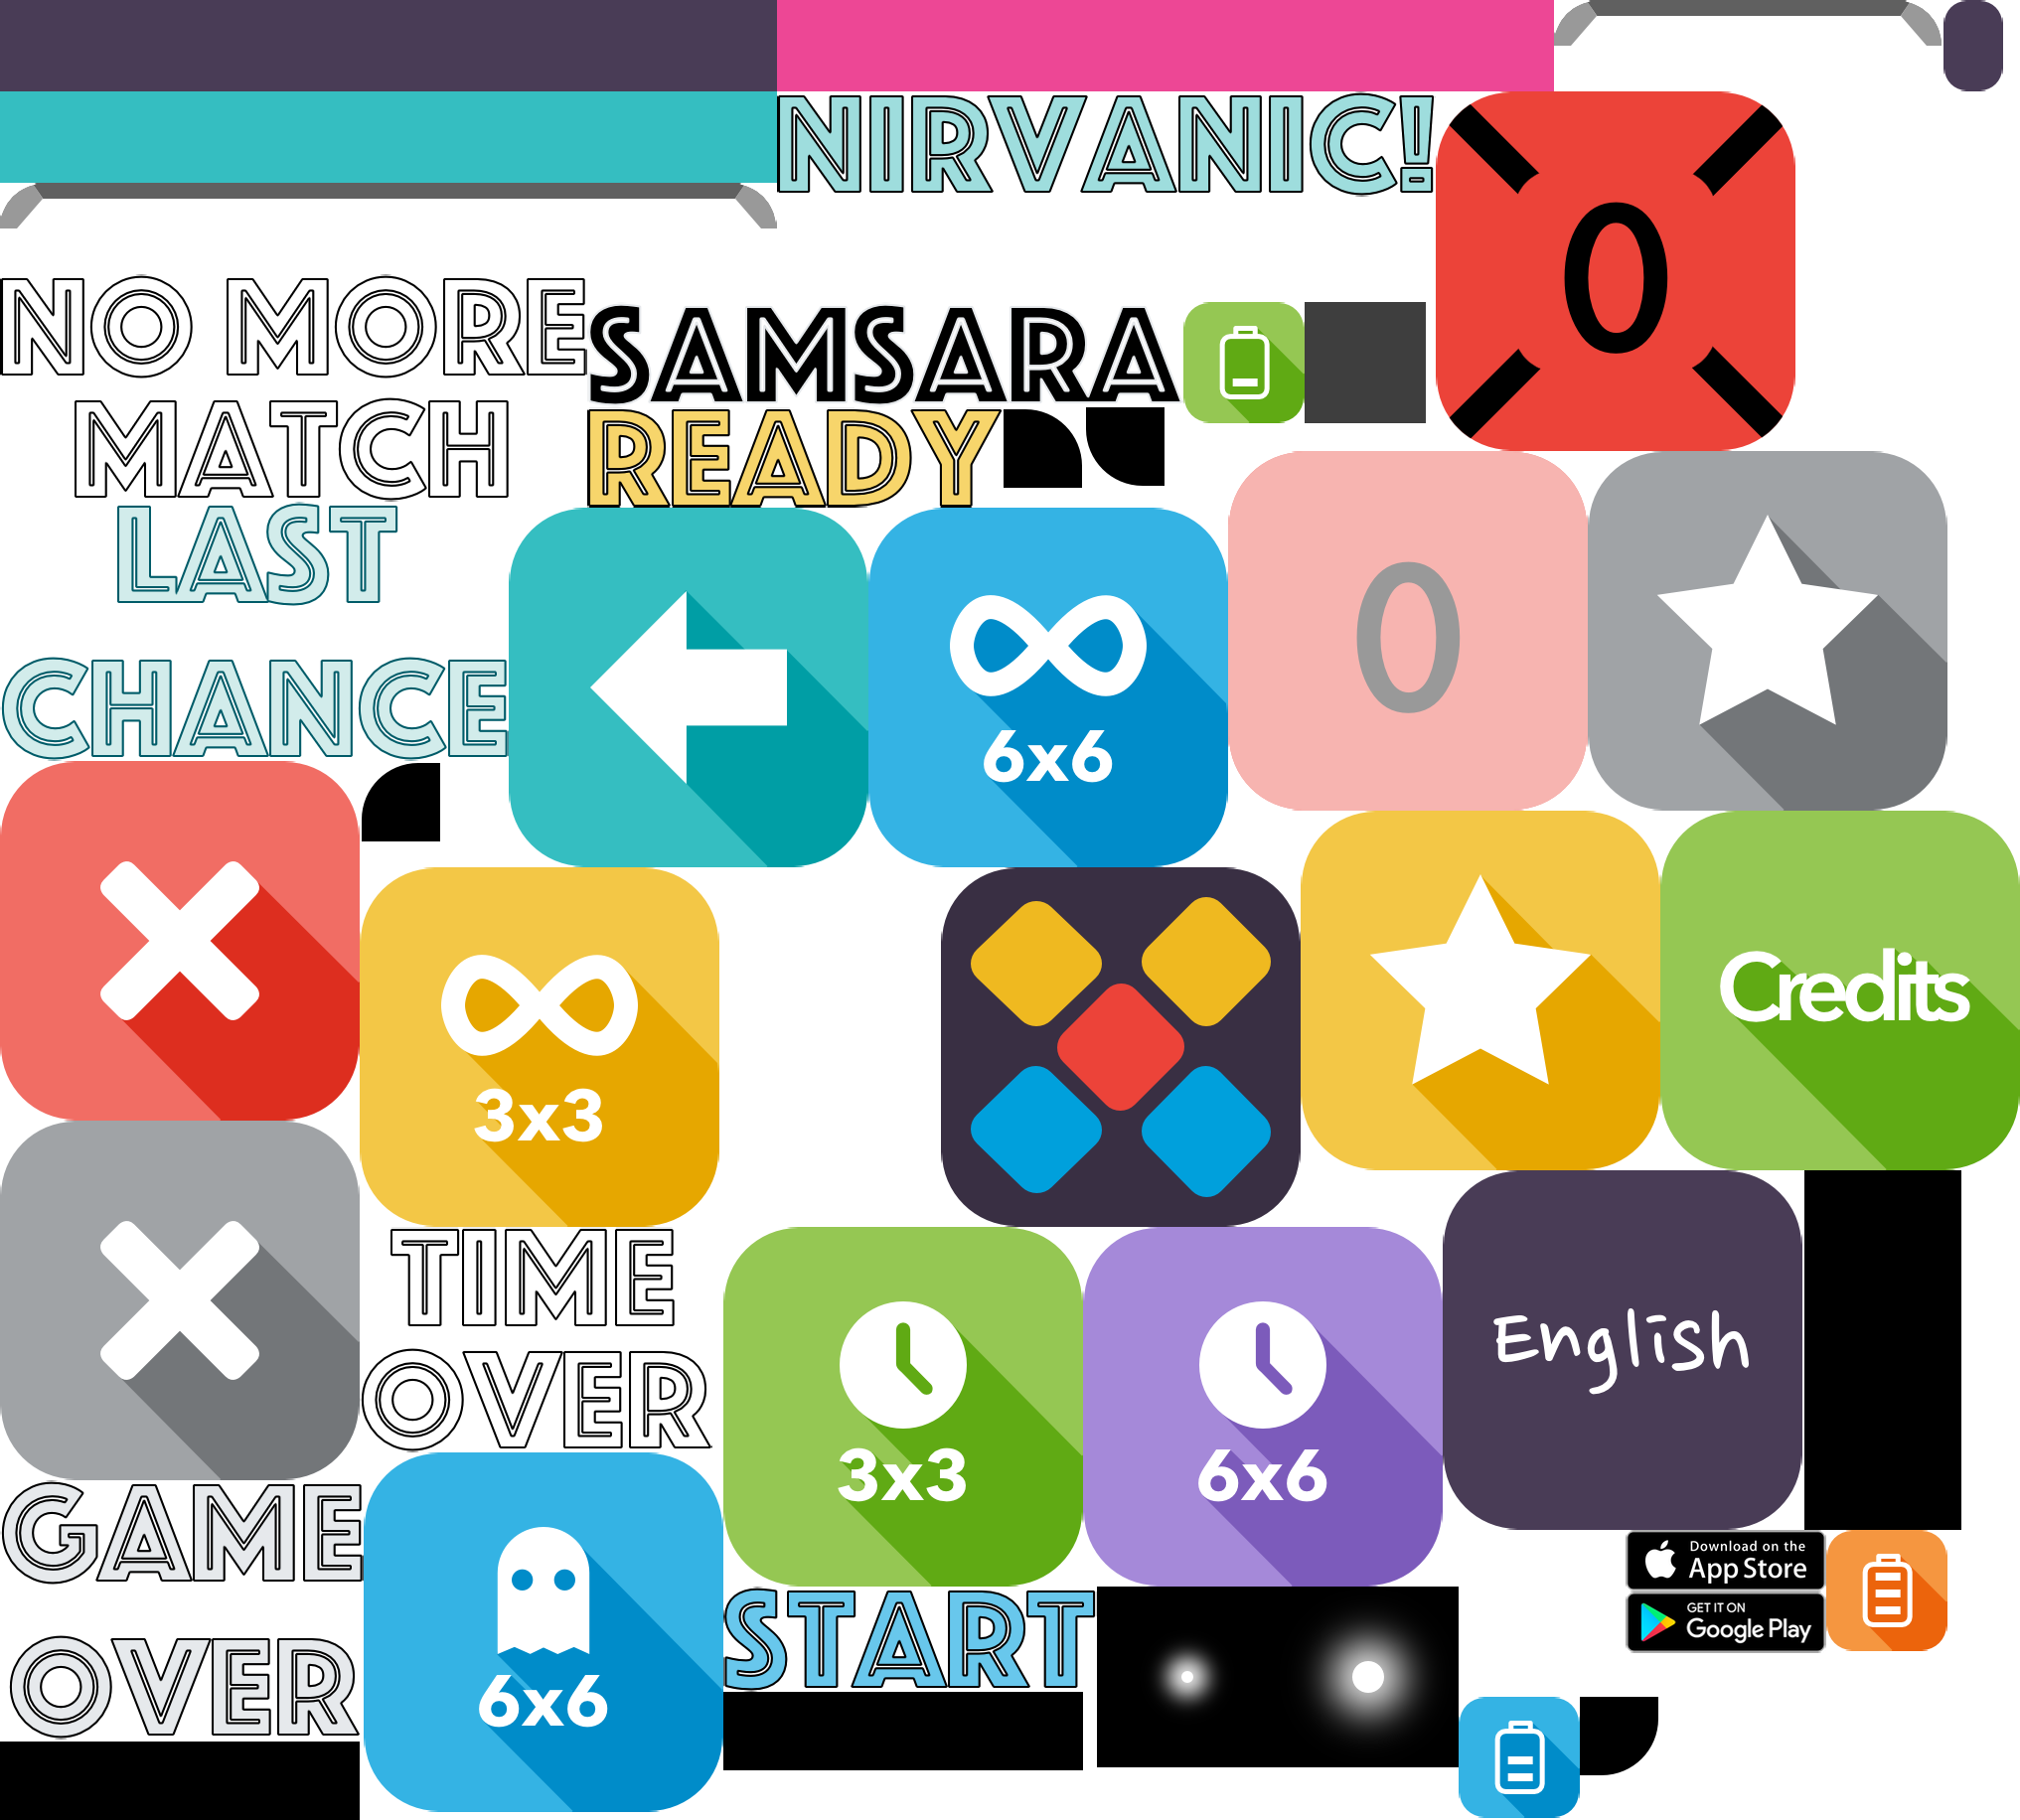 NIRVANIC!
0
NO MORE
MATCH
SAMSARA
READY
LAST
CHANCE
6x6
0
3x3
Credits
TIME
OVER
3x3
6x6
English
GAME
OVER
6x6
START
Download on the
App Store
GET IT ON
Google Play